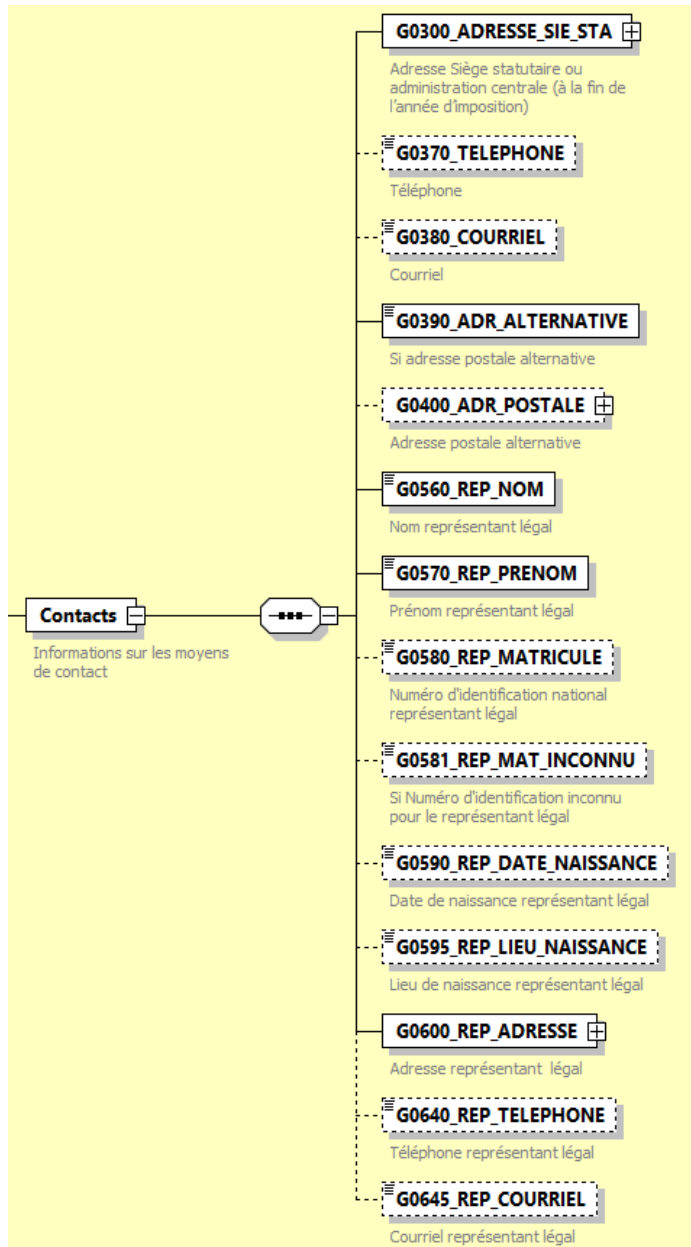 G0300_ADRESSE_SIE_STA
Adresse Siège statutaire ou
administration centrale (à la fin de
l'année d'imposition)
G0370_TELEPHONE
Téléphone
G0380_COURRIEL
Courriel
G0390_ADR_ALTERNATIVE
Si adresse postale alternative
G0400_ADR_POSTALE
Adresse postale alternative
G0560_REP_NOM
Nom représentant légal
G0570_REP_PRENOM
Prénom représentant légal
Contacts
Informations sur les moyens
de contact
G0580_REP_MATRICULE
Numéro d'identification national
représentant légal
G0581_REP_MAT_INCONNU
Si Numéro d'identification inconnu
pour le représentant légal
G0590_REP_DATE_NAISSANCE
Date de naissance représentant légal
G0595_REP_LIEU_NAISSANCE
Lieu de naissance représentant légal
G0600_REP_ADRESSE
Adresse représentant légal
G0640_REP_TELEPHONE
Téléphone représentant légal
G0645_REP_COURRIEL
Courriel représentant légal